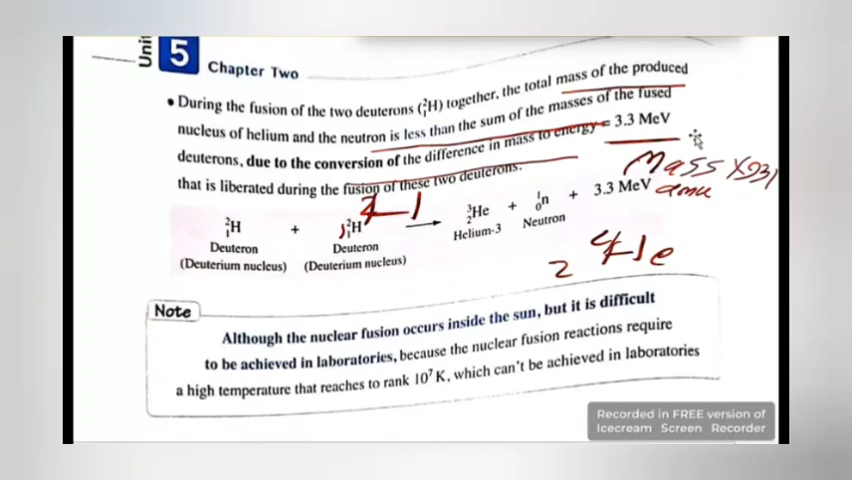 Unit
5
Chapter Two
• During the fusion of the two deuterons (²₁H) together, the total mass of the produced
nucleus of helium and the neutron is less than the sum of the masses of the fused
deuterons, due to the conversion of the difference in mass to energy = 3.3 MeV
that is liberated during the fusion of these two deuterons.
Mass X931
amu
²₁H + ²₁H → ³₂He + ¹₀n + 3.3 MeV
Deuteron Deuteron Helium-3 Neutron
(Deuterium nucleus) (Deuterium nucleus)
⁴₂He
Note
Although the nuclear fusion occurs inside the sun, but it is difficult
to be achieved in laboratories, because the nuclear fusion reactions require
a high temperature that reaches to rank 10⁷ K, which can't be achieved in laboratories
Recorded in FREE version of
Icecream Screen Recorder